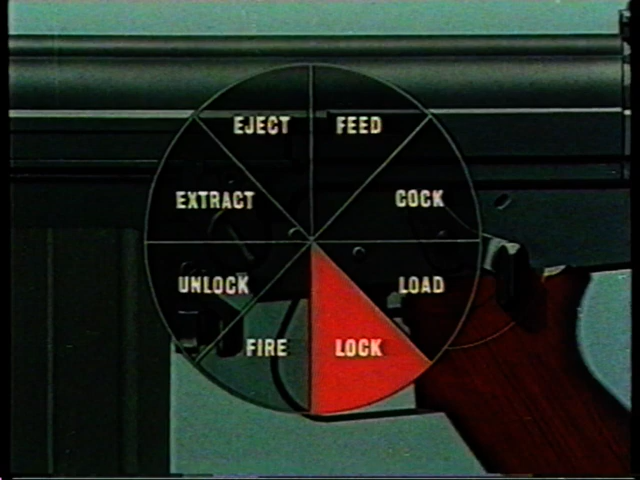 EJECT FEED
EXTRACT COCK
UNLOCK LOAD
FIRE LOCK